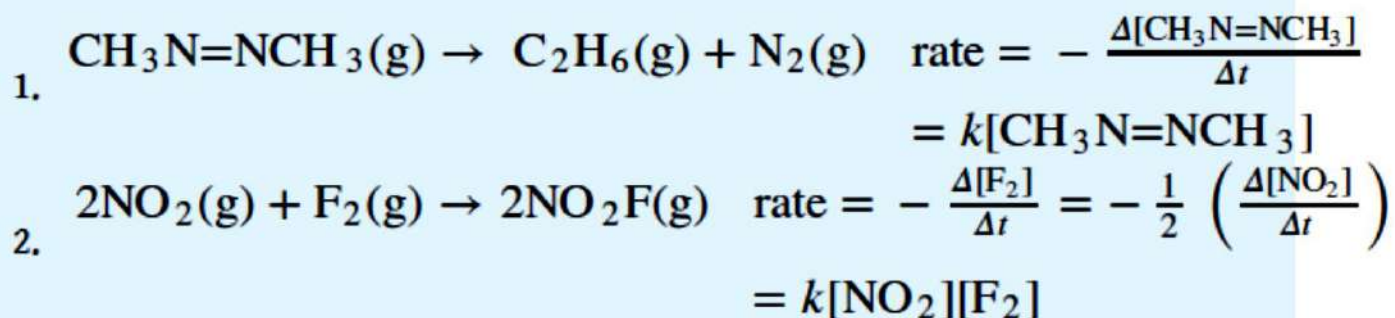 1. CH₃N=NCH₃(g) → C₂H₆(g) + N₂(g) rate = − Δ[CH₃N=NCH₃]/Δt
= k[CH₃N=NCH₃]
2. 2NO₂(g) + F₂(g) → 2NO₂F(g) rate = − Δ[F₂]/Δt = − 1/2 (Δ[NO₂]/Δt)
= k[NO₂][F₂]